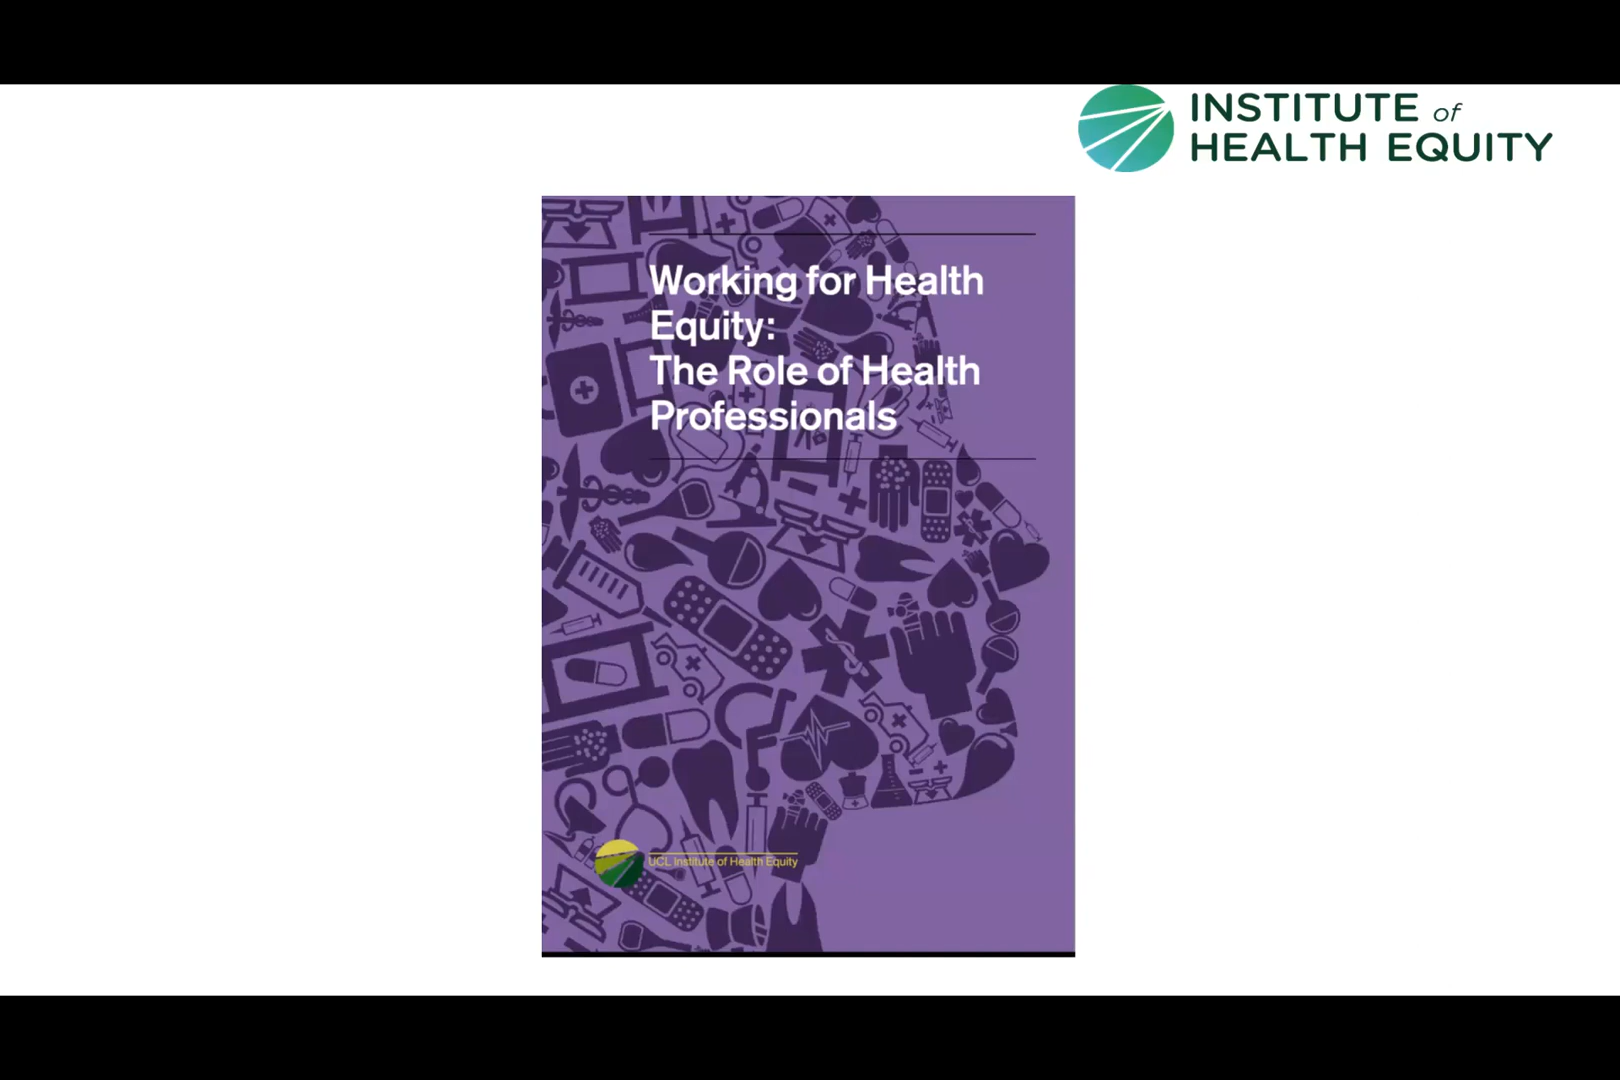 INSTITUTE of
HEALTH EQUITY
Working for Health
Equity:
The Role of Health
Professionals
UCL Institute of Health Equity